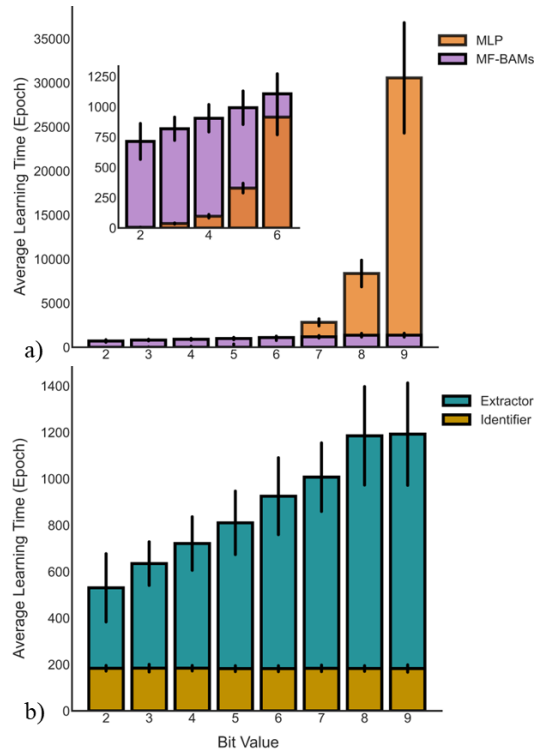 MLP
MF-BAMs
Average Learning Time (Epoch)
35000
30000
25000
20000
15000
10000
5000
0
1250
1000
750
500
250
0
2 4 6
2 3 4 5 6 7 8 9
a)
Extractor
Identifier
Average Learning Time (Epoch)
1400
1200
1000
800
600
400
200
0
2 3 4 5 6 7 8 9
b)
Bit Value